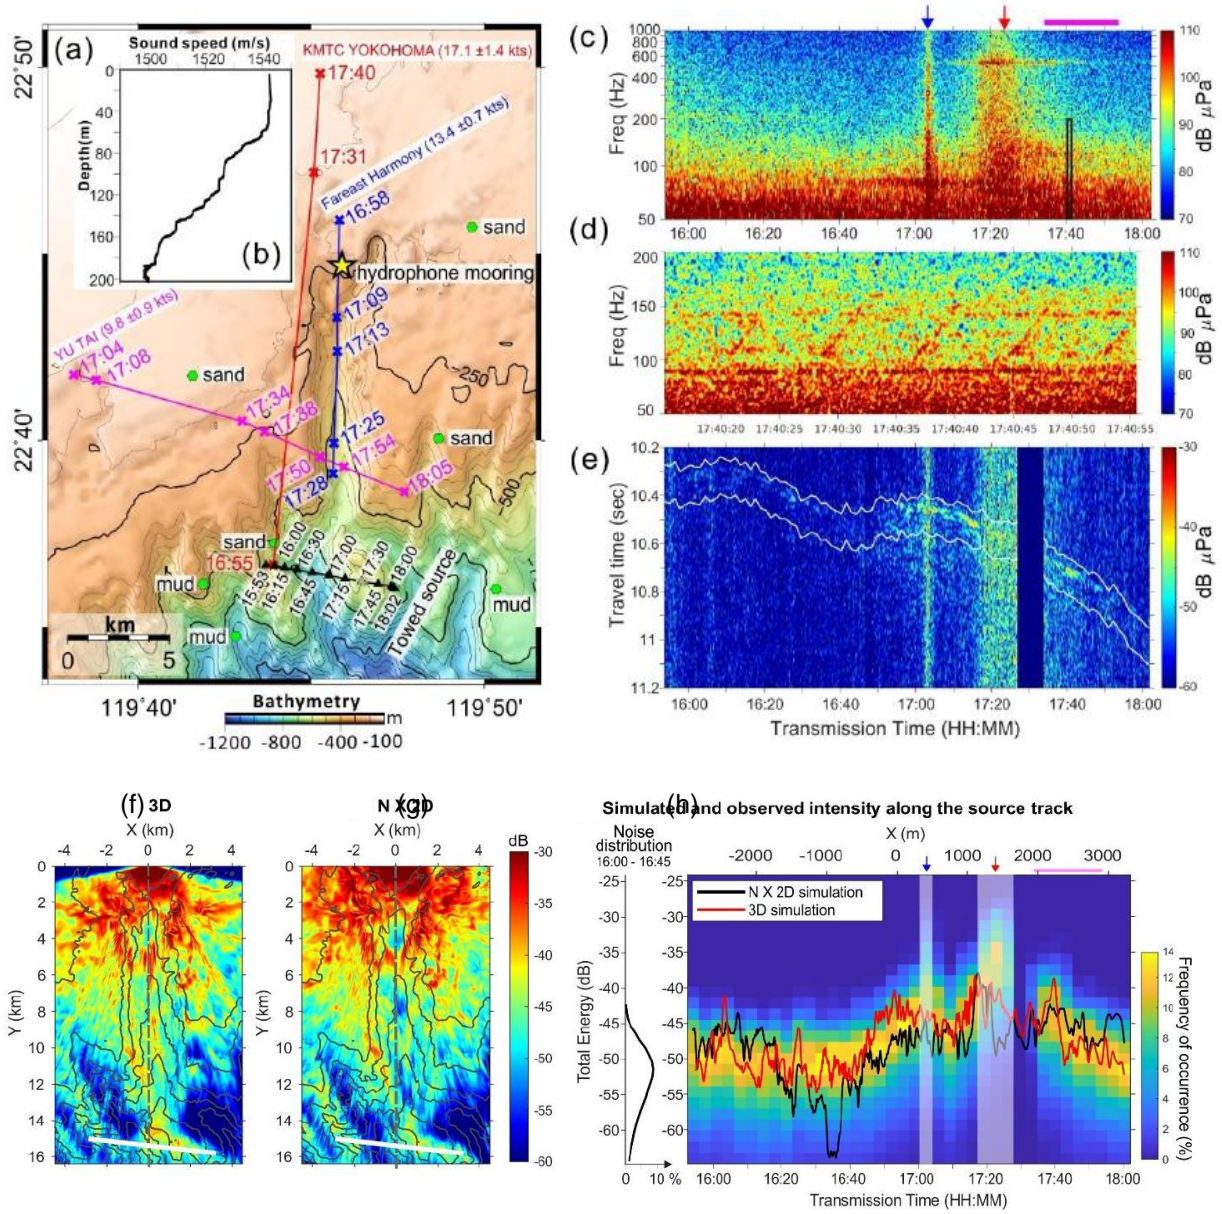 (a)
Sound speed (m/s)
1500 1520 1540
Depth(m)
0
40
80
120
160
200
(b)
KMTC YOKOHOMA (17.1 ±1.4 kts)
17:40
17:31
Fareast Harmony (13.4 ±0.7 kts)
16:58
sand
hydrophone mooring
17:09
17:13
YU TAI (9.8 ±0.9 kts)
17:04
17:08
sand
-250
17:34
17:38
17:25
sand
17:50
17:54
17:28
18:05
-500
sand
16:55
16:00
16:30
17:00
17:30
18:00
15:53
16:15
16:45
17:15
17:45
18:02
Towed source
mud
mud
mud
km
0 5
22°50'
22°40'
119°40' 119°50'
Bathymetry
m
-1200 -800 -400 -100
(c)
Freq (Hz)
1000
800
600
400
200
100
50
16:00 16:20 16:40 17:00 17:20 17:40 18:00
110
100
90
80
70
dB μPa
(d)
Freq (Hz)
200
150
100
50
17:40:20 17:40:25 17:40:30 17:40:35 17:40:40 17:40:45 17:40:50 17:40:55
110
100
90
80
70
dB μPa
(e)
Travel time (sec)
10.2
10.4
10.6
10.8
11
11.2
16:00 16:20 16:40 17:00 17:20 17:40 18:00
Transmission Time (HH:MM)
-30
-40
-50
-60
dB μPa
(f) 3D
X (km)
-4 -2 0 2 4
Y (km)
0
2
4
6
8
10
12
14
16
(g)
N X 2D
X (km)
-4 -2 0 2 4
Y (km)
0
2
4
6
8
10
12
14
16
dB
-30
-35
-40
-45
-50
-55
-60
(h)
Simulated and observed intensity along the source track
Noise
distribution
16:00 - 16:45
X (m)
-2000 -1000 0 1000 2000 3000
N X 2D simulation
3D simulation
Total Energy (dB)
-25
-30
-35
-40
-45
-50
-55
-60
0 10 %
16:00 16:20 16:40 17:00 17:20 17:40 18:00
Transmission Time (HH:MM)
14
12
10
8
6
4
2
0
Frequency of occurrence (%)